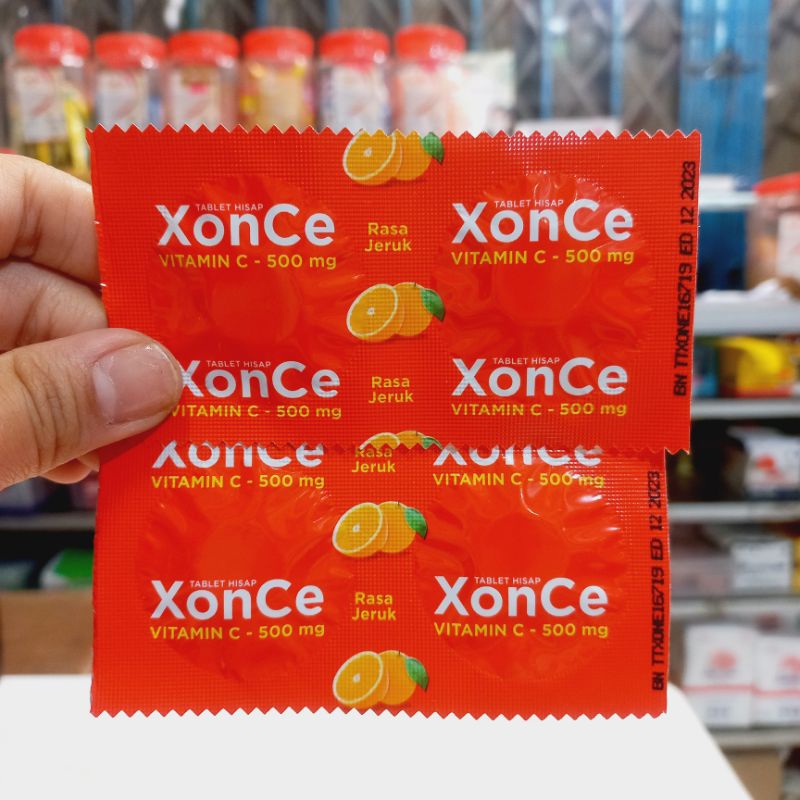 TABLET HISAP
XonCe
VITAMIN C - 500 mg
Rasa
Jeruk
TABLET HISAP
XonCe
VITAMIN C - 500 mg
TABLET HISAP
XonCe
VITAMIN C - 500 mg
Rasa
Jeruk
TABLET HISAP
XonCe
VITAMIN C - 500 mg
BN TTXONE16719 ED 12 2023
XonCe
VITAMIN C - 500 mg
Rasa
Jeruk
XonCe
VITAMIN C - 500 mg
TABLET HISAP
XonCe
VITAMIN C - 500 mg
Rasa
Jeruk
TABLET HISAP
XonCe
VITAMIN C - 500 mg
BN TTXONE16719 ED 12 2023